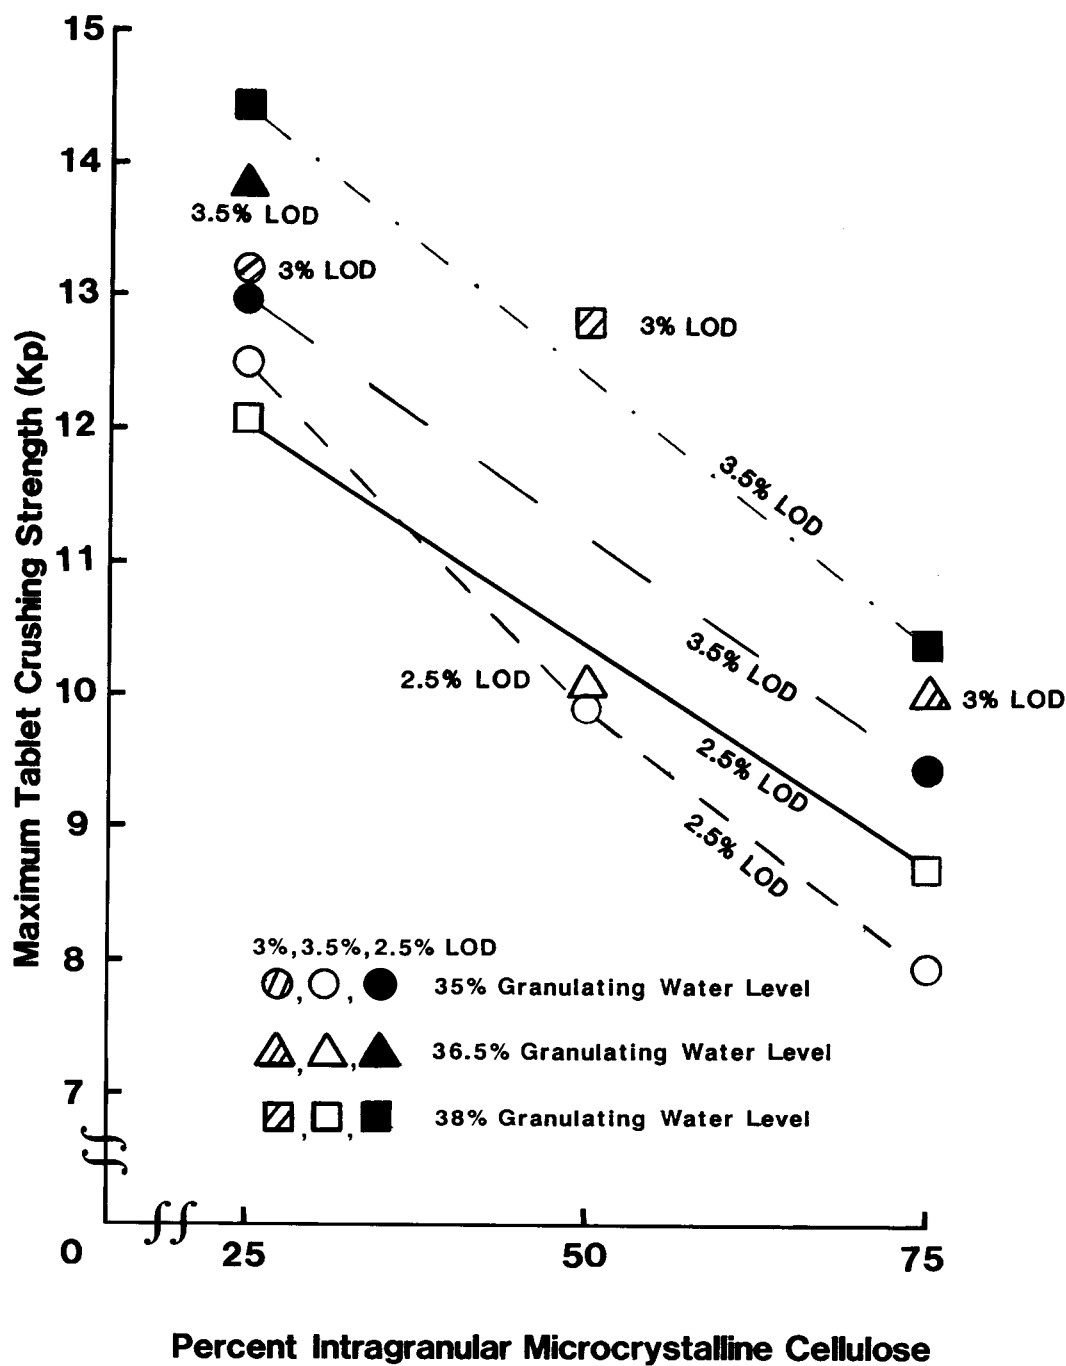 15
14
3.5% LOD
3% LOD
13
3% LOD
12
3.5% LOD
11
3.5% LOD
2.5% LOD
10
3% LOD
2.5% LOD
9
2.5% LOD
Maximum Tablet Crushing Strength (Kp)
3%,3.5%,2.5% LOD
8
, , 35% Granulating Water Level
, , 36.5% Granulating Water Level
7
, , 38% Granulating Water Level
0 25 50 75
Percent Intragranular Microcrystalline Cellulose